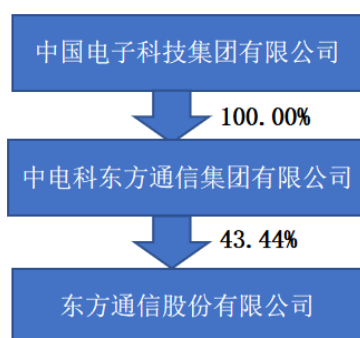 中国电子科技集团有限公司
100.00%
中电科东方通信集团有限公司
43.44%
东方通信股份有限公司